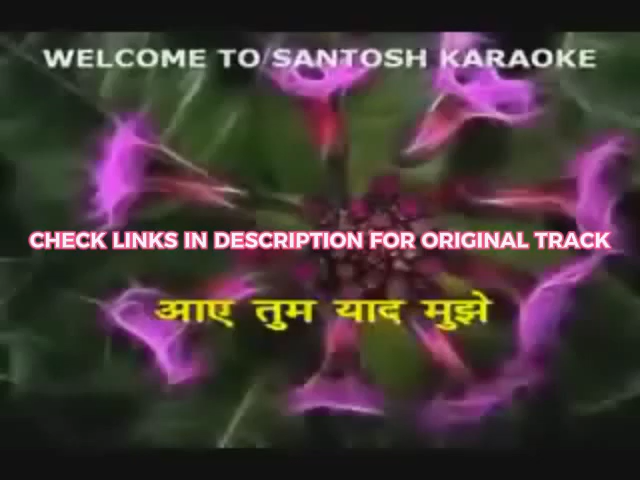 WELCOME TO SANTOSH KARAOKE
CHECK LINKS IN DESCRIPTION FOR ORIGINAL TRACK
आए तुम याद मुझे